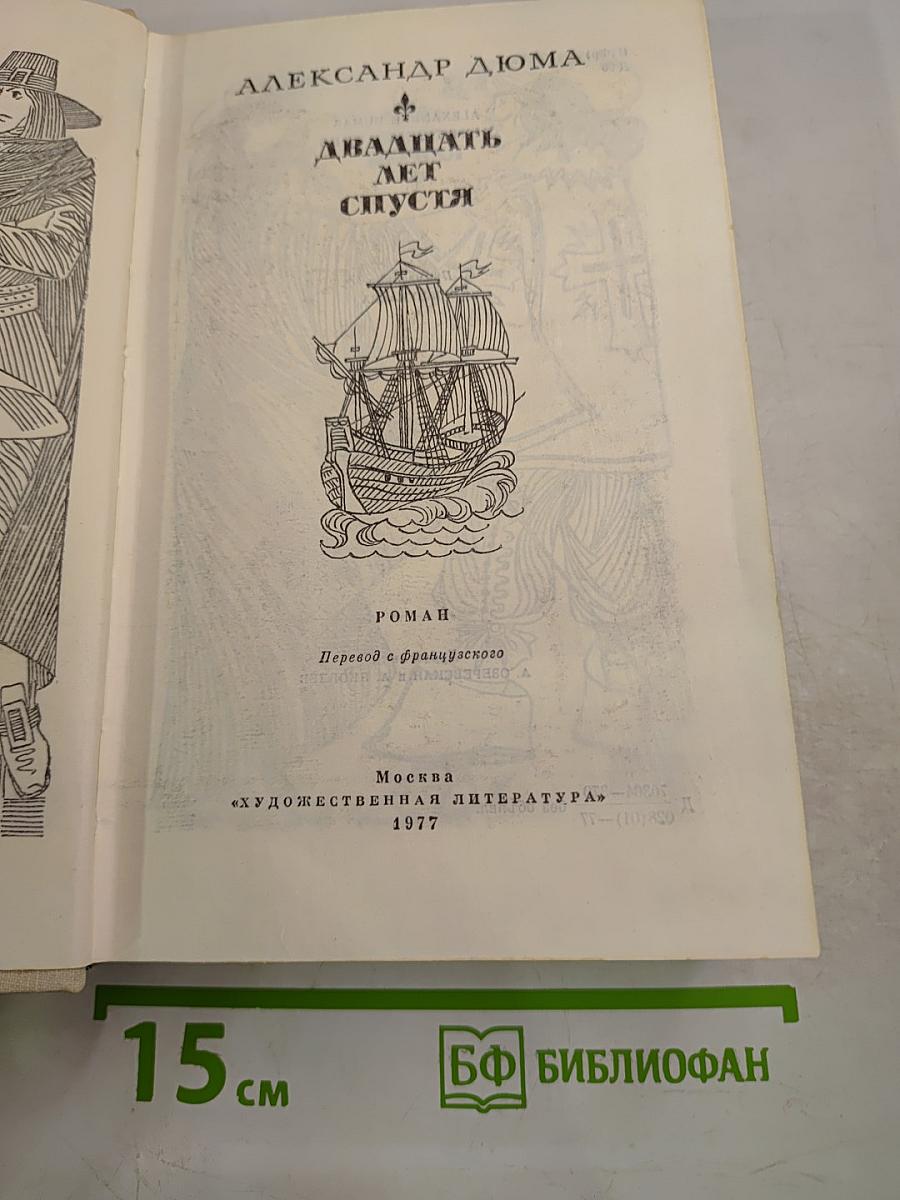 АЛЕКСАНДР ДЮМА
ДВАДЦАТЬ
ЛЕТ
СПУСТЯ
РОМАН
Перевод с французского
Москва
«ХУДОЖЕСТВЕННАЯ ЛИТЕРАТУРА»
1977
15 см
БФ БИБЛИОФАН